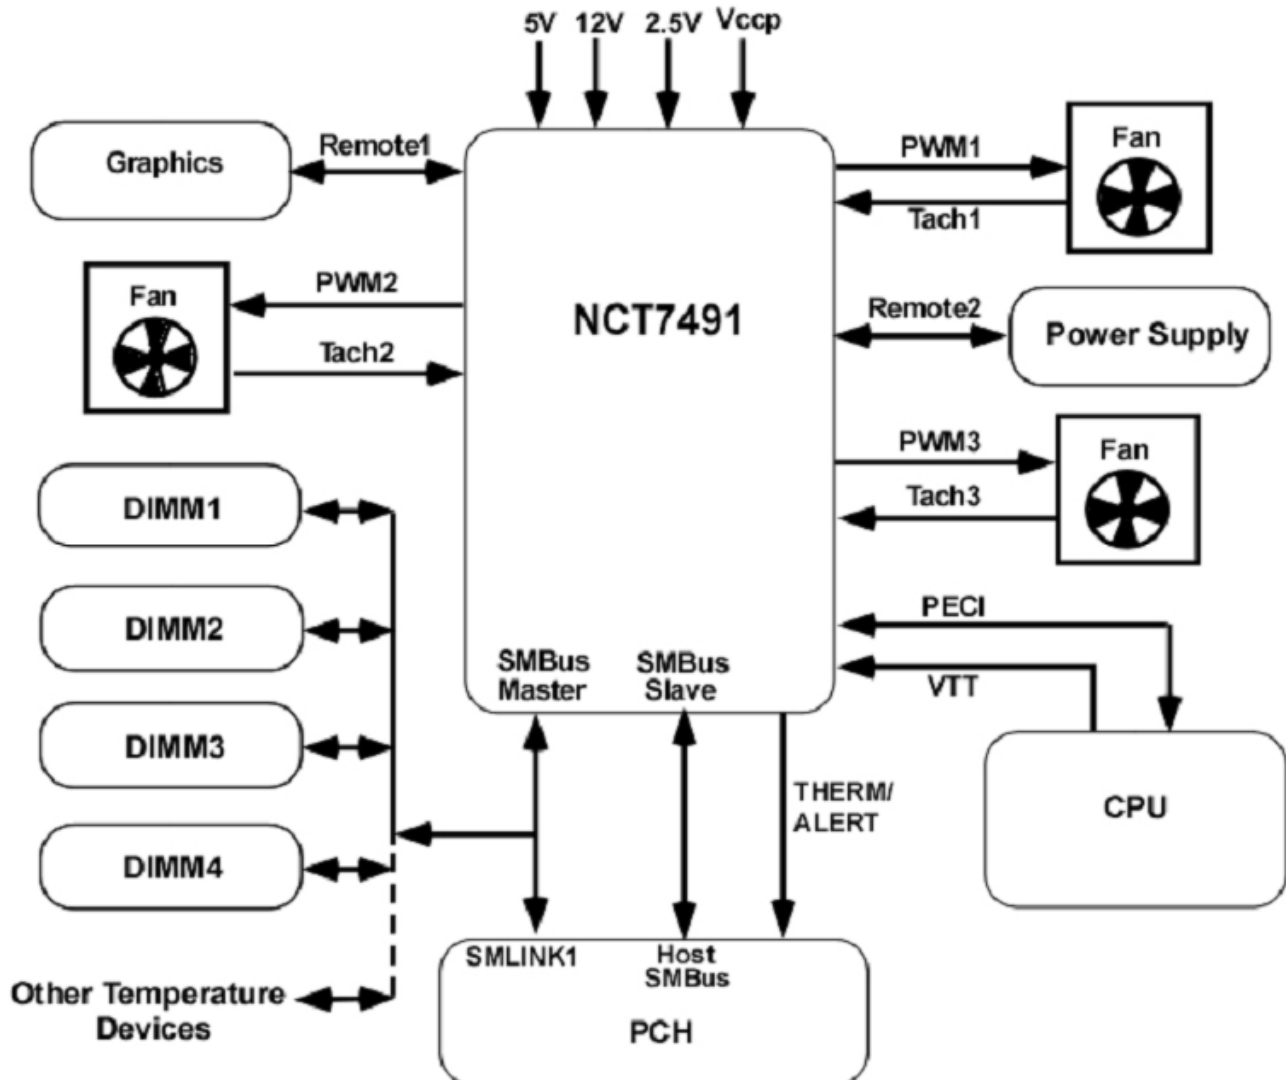 5V 12V 2.5V Vccp
Graphics
Remote1
PWM1
Tach1
Fan
Fan
PWM2
Tach2
NCT7491
Remote2
Power Supply
PWM3
Tach3
Fan
DIMM1
DIMM2
DIMM3
DIMM4
Other Temperature
Devices
SMBus
Master
SMBus
Slave
PECI
VTT
CPU
THERM/
ALERT
SMLINK1
Host
SMBus
PCH